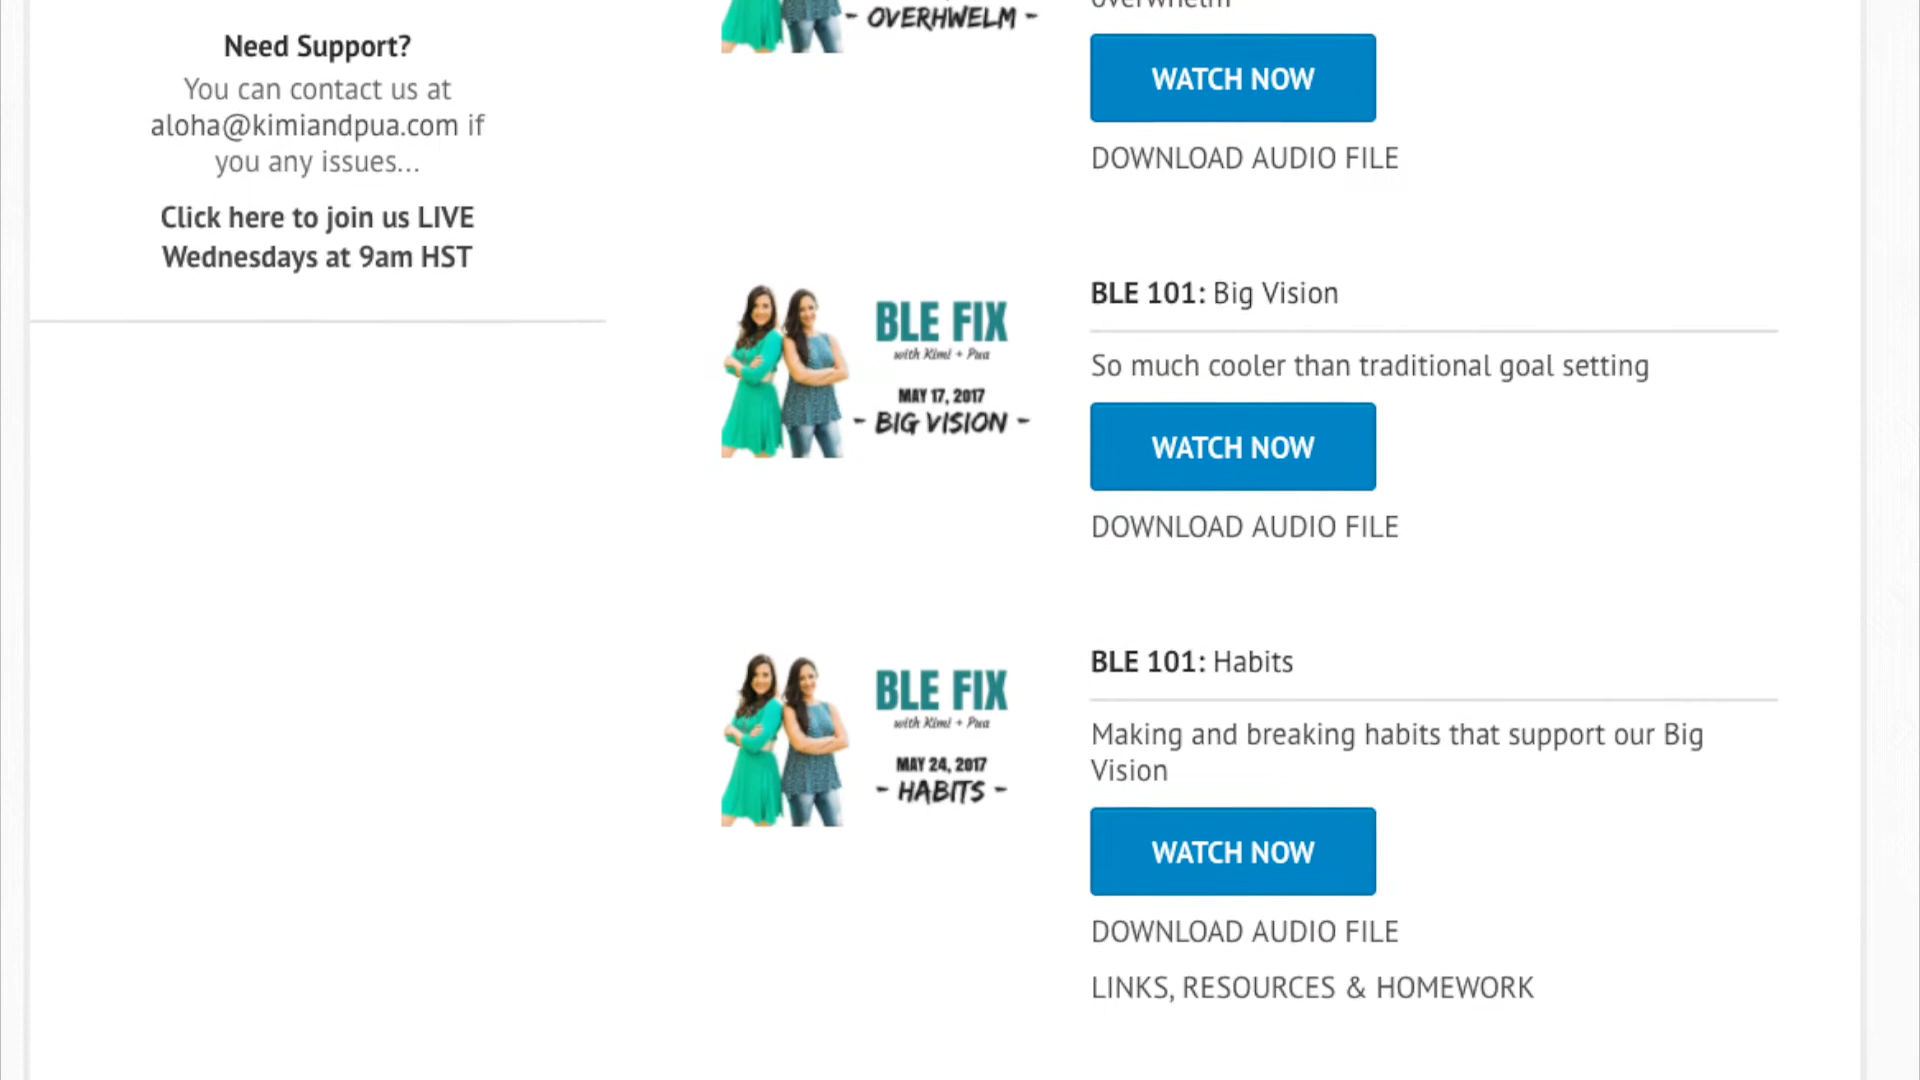 Need Support?
You can contact us at
aloha@kimiandpua.com if
you any issues...
Click here to join us LIVE
Wednesdays at 9am HST
- OVERHWELM -
overwhelm
WATCH NOW
DOWNLOAD AUDIO FILE
BLE FIX
with Kimi + Pua
MAY 17, 2017
- BIG VISION -
BLE 101: Big Vision
So much cooler than traditional goal setting
WATCH NOW
DOWNLOAD AUDIO FILE
BLE FIX
with Kimi + Pua
MAY 24, 2017
- HABITS -
BLE 101: Habits
Making and breaking habits that support our Big
Vision
WATCH NOW
DOWNLOAD AUDIO FILE
LINKS, RESOURCES & HOMEWORK